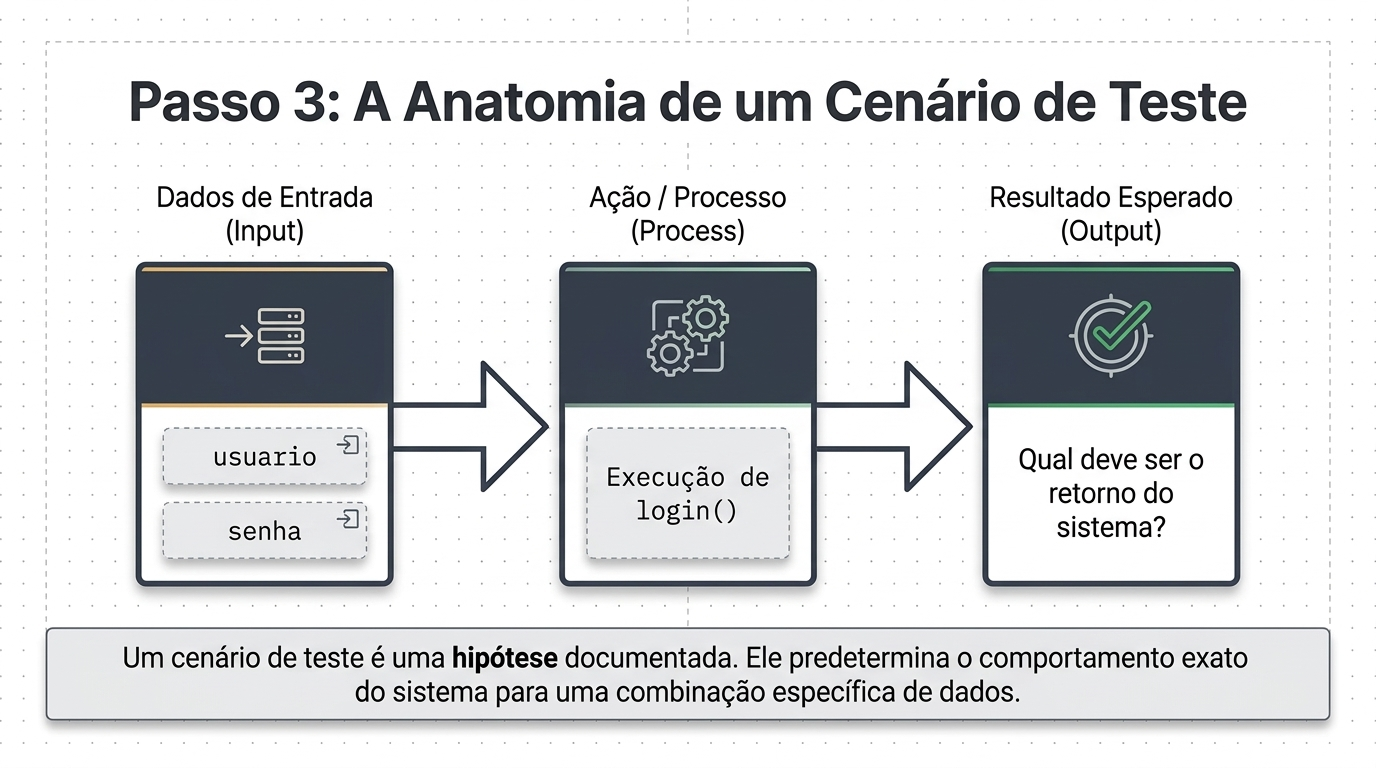 Passo 3: A Anatomia de um Cenário de Teste
Dados de Entrada
(Input)
usuario
senha
Ação / Processo
(Process)
Execução de
login()
Resultado Esperado
(Output)
Qual deve ser o
retorno do
sistema?
Um cenário de teste é uma hipótese documentada. Ele predetermina o comportamento exato
do sistema para uma combinação específica de dados.